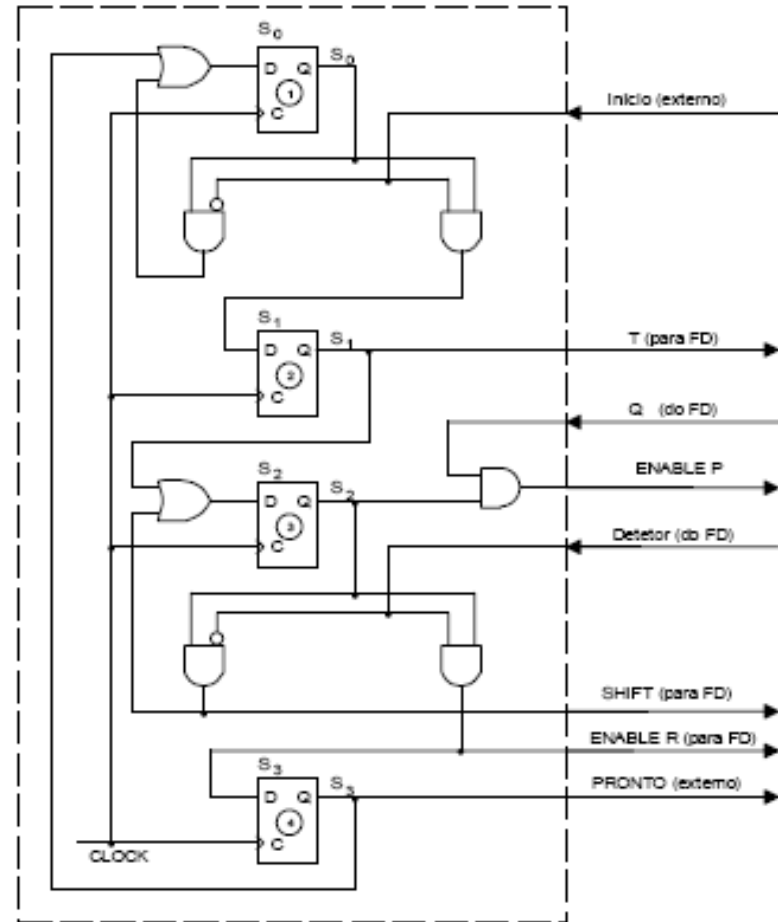 S0
S0
D Q
1
C
Início (externo)
S1
S1
T (para FD)
D Q
2
C
Q (do FD)
S2
S2
ENABLE P
D Q
3
C
Detetor (do FD)
SHIFT (para FD)
ENABLE R (para FD)
S3
S3
PRONTO (externo)
D Q
4
C
CLOCK